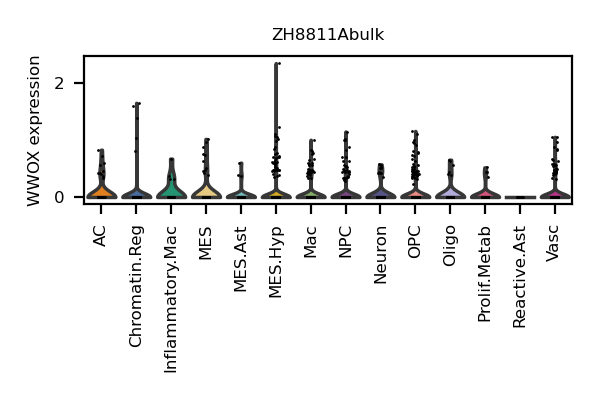 ZH8811Abulk
WWOX expression
2
0
AC
Chromatin.Reg
Inflammatory.Mac
MES
MES.Ast
MES.Hyp
Mac
NPC
Neuron
OPC
Oligo
Prolif.Metab
Reactive.Ast
Vasc